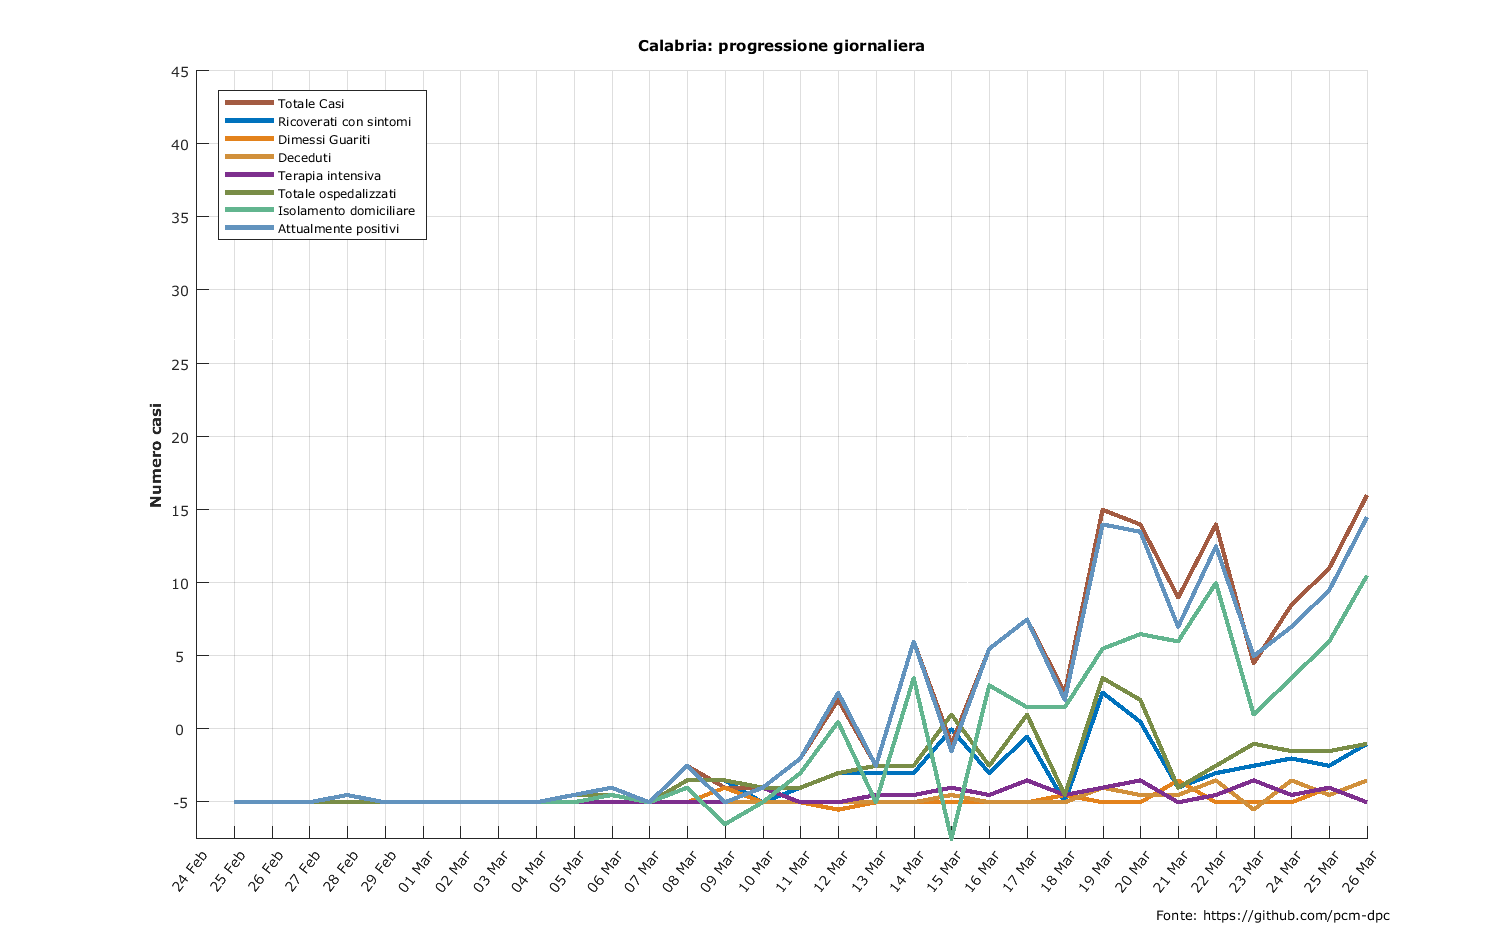 Calabria: progressione giornaliera
Numero casi
45
40
35
30
25
20
15
10
5
0
-5
Totale Casi
Ricoverati con sintomi
Dimessi Guariti
Deceduti
Terapia intensiva
Totale ospedalizzati
Isolamento domiciliare
Attualmente positivi
24 Feb
25 Feb
26 Feb
27 Feb
28 Feb
29 Feb
01 Mar
02 Mar
03 Mar
04 Mar
05 Mar
06 Mar
07 Mar
08 Mar
09 Mar
10 Mar
11 Mar
12 Mar
13 Mar
14 Mar
15 Mar
16 Mar
17 Mar
18 Mar
19 Mar
20 Mar
21 Mar
22 Mar
23 Mar
24 Mar
25 Mar
26 Mar
Fonte: https://github.com/pcm-dpc